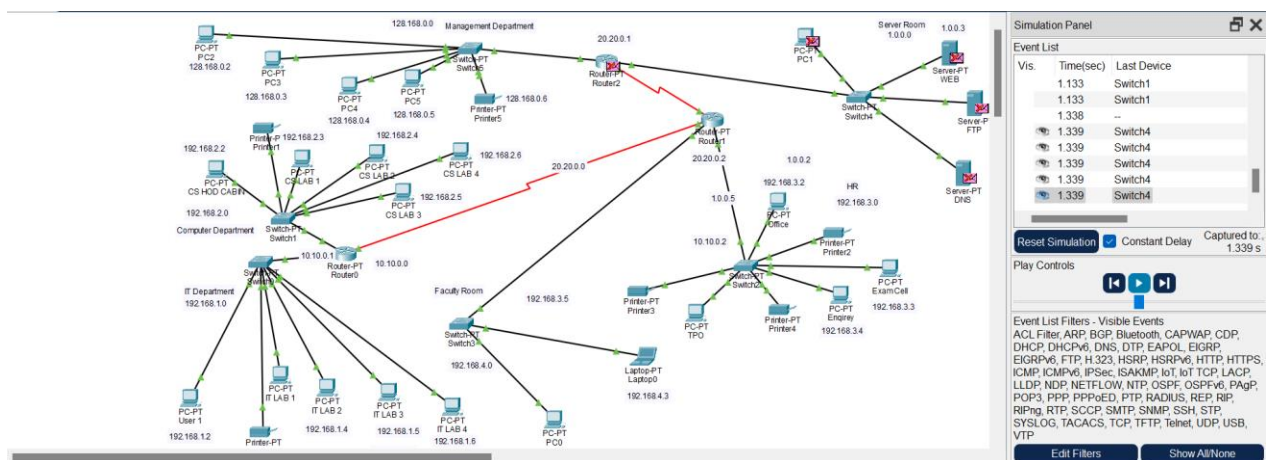 128.168.0.0
Management Department
PC-PT
PC2
128.168.0.2
PC-PT
PC3
128.168.0.3
PC-PT
PC4
128.168.0.4
PC-PT
PC5
128.168.0.5
Switch-PT
Switch5
Printer-PT
Printer5
128.168.0.6
20.20.0.1
Router-PT
Router2
Server Room
1.0.0.0
1.0.0.3
PC-PT
PC1
Server-PT
WEB
Switch-PT
Switch4
Server-P
FTP
Server-PT
DNS
Router-PT
Router1
20.20.0.2
20.20.0.0
1.0.0.2
1.0.0.5
Printer-P
Printer1
192.168.2.3
192.168.2.4
192.168.2.2
PC-PT
CS HOD CABIN
PC-PT
CS LAB 1
PC-PT
CS LAB 2
PC-PT
CS LAB 4
192.168.2.6
PC-PT
CS LAB 3
192.168.2.5
192.168.2.0
Computer Department
Switch-PT
Switch1
10.10.0.1
Router-PT
Router0
10.10.0.0
IT Department
192.168.1.0
PC-PT
User 1
192.168.1.2
Printer-PT
PC-PT
IT LAB 1
PC-PT
IT LAB 2
192.168.1.4
PC-PT
IT LAB 3
192.168.1.5
PC-PT
IT LAB 4
192.168.1.6
Faculty Room
192.168.3.5
Switch-PT
Switch3
192.168.4.0
Laptop-PT
Laptop0
192.168.4.3
PC-PT
PC0
192.168.3.2
HR
192.168.3.0
PC-PT
Office
10.10.0.2
Printer-PT
Printer2
Switch-PT
Switch2
PC-PT
ExamCell
192.168.3.3
Printer-PT
Printer3
PC-PT
TPO
Printer-PT
Printer4
PC-PT
Enqirey
192.168.3.4
Simulation Panel
Event List
Vis. Time(sec) Last Device
1.133 Switch1
1.133 Switch1
1.338 --
1.339 Switch4
1.339 Switch4
1.339 Switch4
1.339 Switch4
1.339 Switch4
Reset Simulation Constant Delay Captured to:,
1.339 s
Play Controls
Event List Filters - Visible Events
ACL Filter, ARP, BGP, Bluetooth, CAPWAP, CDP,
DHCP, DHCPv6, DNS, DTP, EAPOL, EIGRP,
EIGRPv6, FTP, H.323, HSRP, HSRPv6, HTTP, HTTPS,
ICMP, ICMPv6, IPSec, ISAKMP, IoT, IoT TCP, LACP,
LLDP, NDP, NETFLOW, NTP, OSPF, OSPFv6, PAgP,
POP3, PPP, PPPoED, PTP, RADIUS, REP, RIP,
RIPng, RTP, SCCP, SMTP, SNMP, SSH, STP,
SYSLOG, TACACS, TCP, TFTP, Telnet, UDP, USB,
VTP
Edit Filters Show All/None